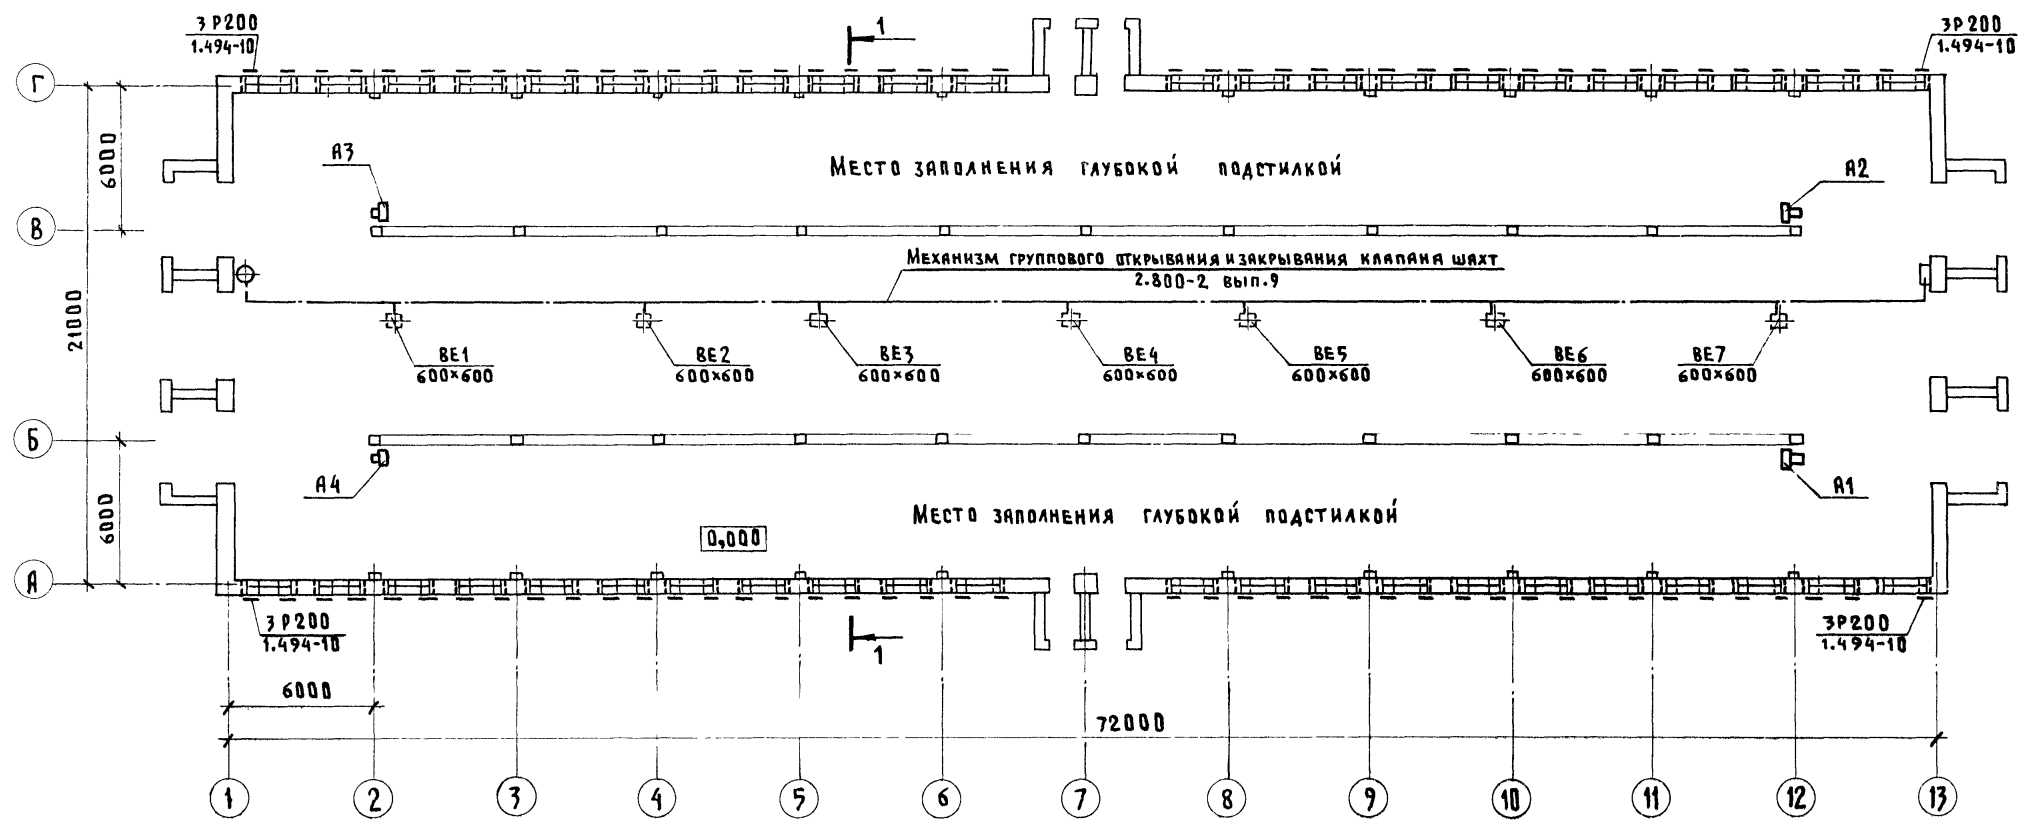 3Р200
1.494-10
1
3Р200
1.494-10
Г
6000
А3
Место заполнения глубокой подстилкой
А2
В
Механизм группового открывания и закрывания клапана шахт
2.800-2 вып.9
21000
ВЕ1
600×600
ВЕ2
600×600
ВЕ3
600×600
ВЕ4
600×600
ВЕ5
600×600
ВЕ6
600×600
ВЕ7
600×600
Б
6000
А4
А1
Место заполнения глубокой подстилкой
0,000
А
3Р200
1.494-10
1
3Р200
1.494-10
6000
72000
1 2 3 4 5 6 7 8 9 10 11 12 13